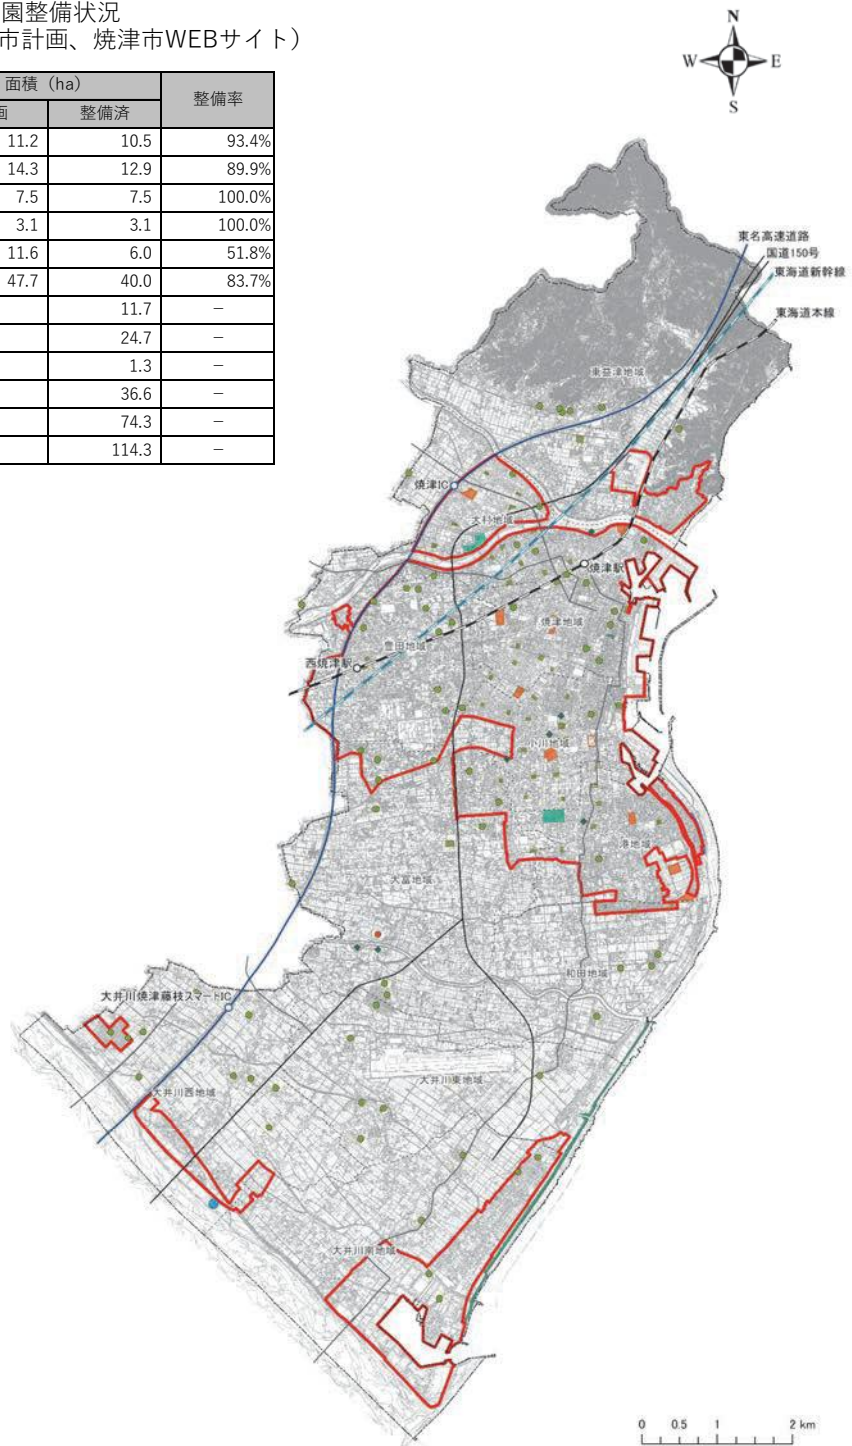 園整備状況
市計画、焼津市WEBサイト）
面積（ha） 整備率
画 整備済
11.2 10.5 93.4%
14.3 12.9 89.9%
7.5 7.5 100.0%
3.1 3.1 100.0%
11.6 6.0 51.8%
47.7 40.0 83.7%
11.7 －
24.7 －
1.3 －
36.6 －
74.3 －
114.3 －
N
W E
S
東名高速道路
国道150号
東海道新幹線
東海道本線
東益津地域
焼津IC
大村地域
焼津駅
焼津地域
豊田地域
西焼津駅
小川地域
港地域
大富地域
和田地域
大井川焼津藤枝スマートIC
大井川東地域
大井川西地域
大井川南地域
0 0.5 1 2 km